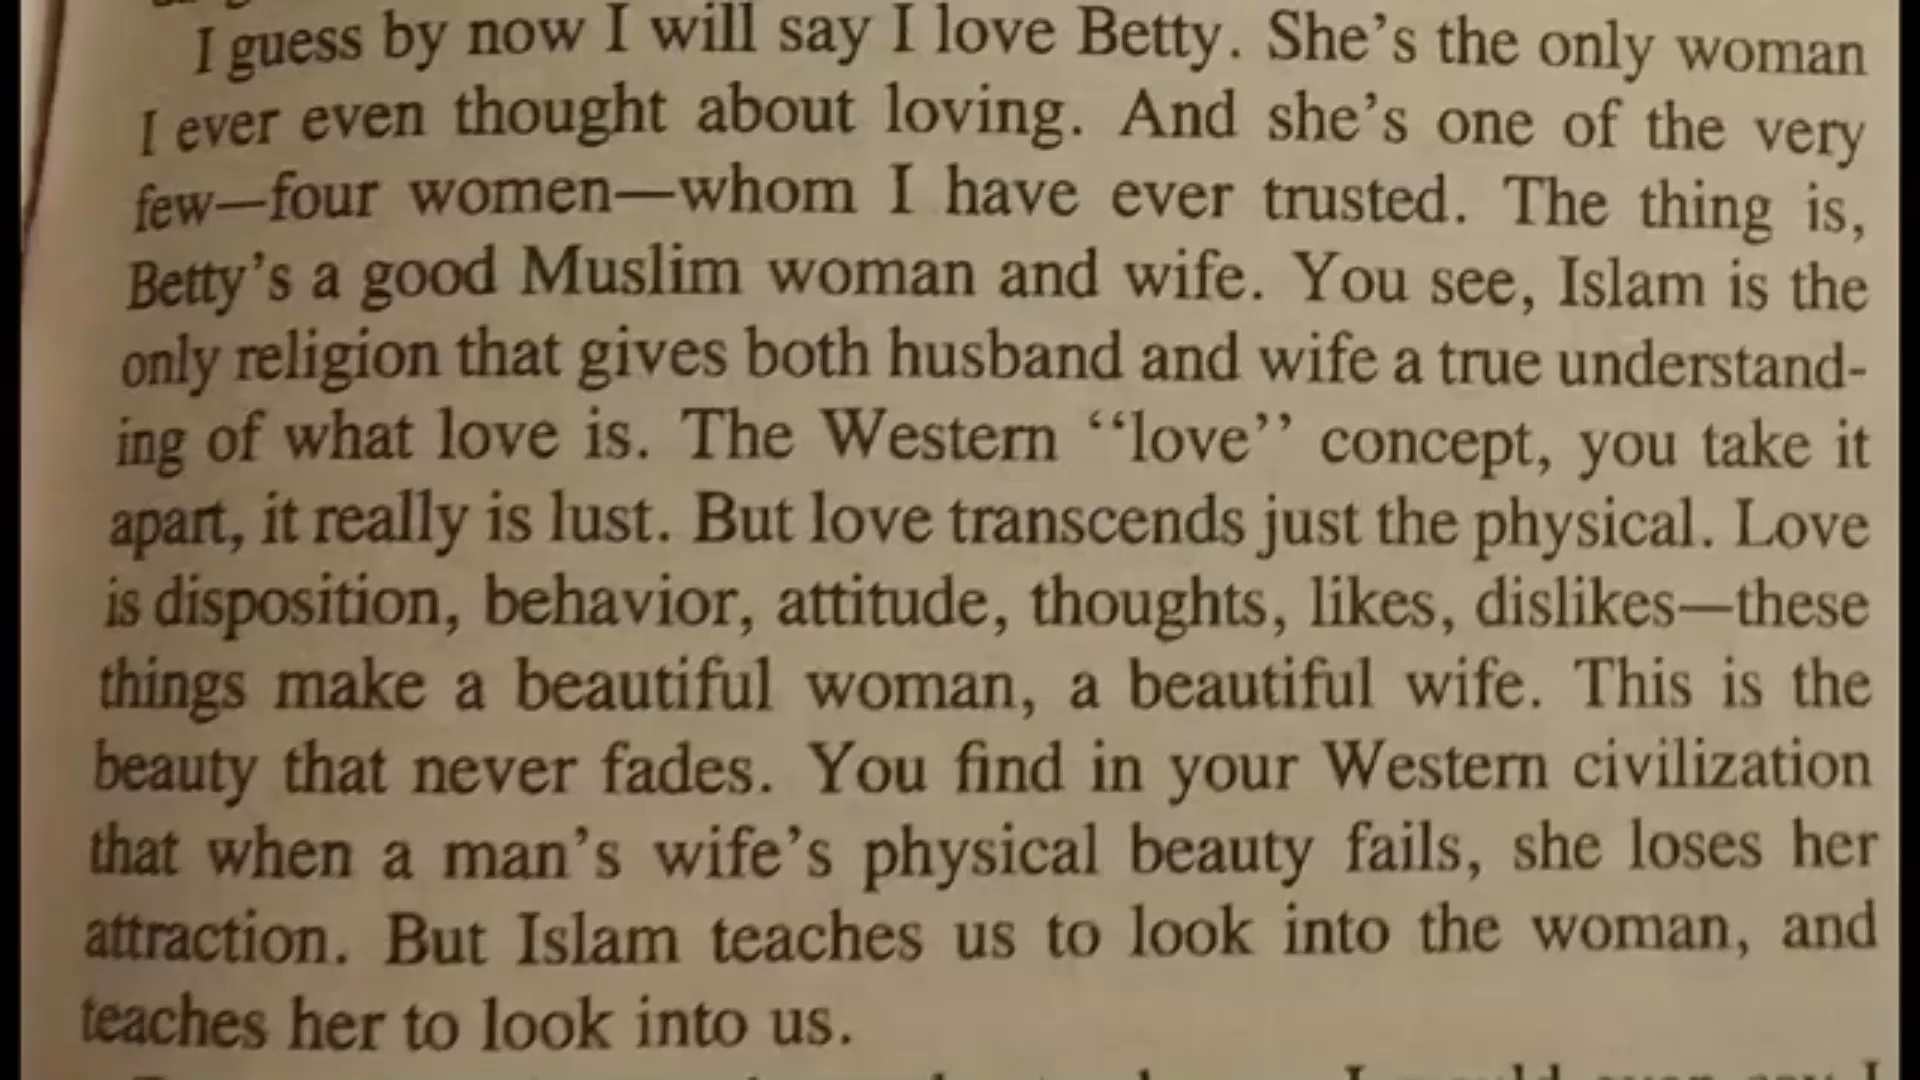 I guess by now I will say I love Betty. She’s the only woman
I ever even thought about loving. And she’s one of the very
few—four women—whom I have ever trusted. The thing is,
Betty’s a good Muslim woman and wife. You see, Islam is the
only religion that gives both husband and wife a true understand-
ing of what love is. The Western “love” concept, you take it
apart, it really is lust. But love transcends just the physical. Love
is disposition, behavior, attitude, thoughts, likes, dislikes—these
things make a beautiful woman, a beautiful wife. This is the
beauty that never fades. You find in your Western civilization
that when a man’s wife’s physical beauty fails, she loses her
attraction. But Islam teaches us to look into the woman, and
teaches her to look into us.